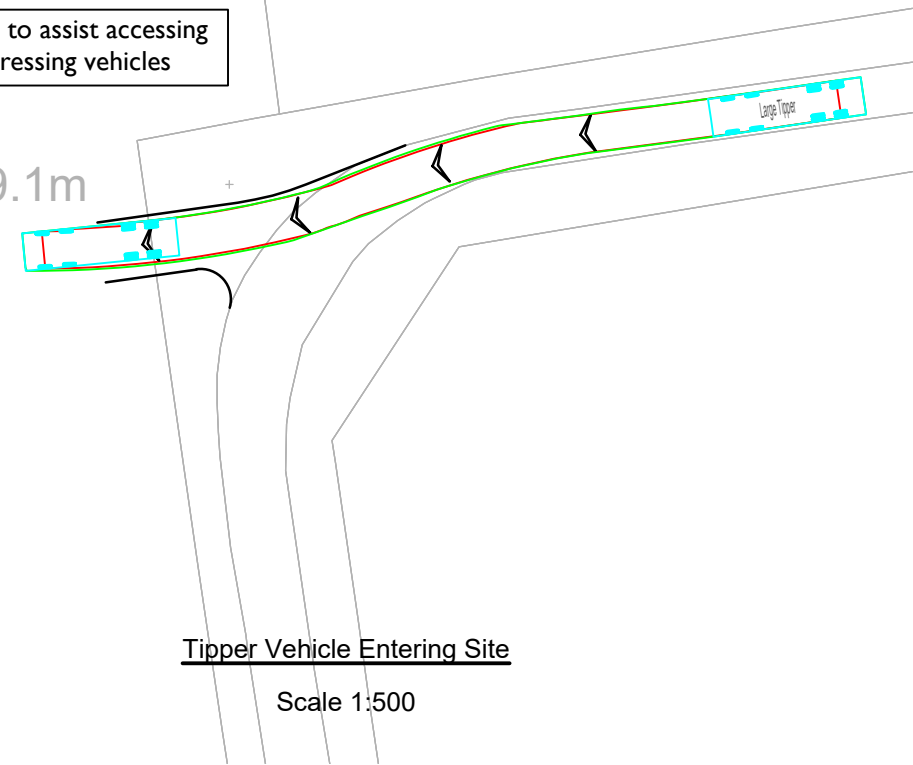 to assist accessing
ressing vehicles
9.1m
Large Tipper
Tipper Vehicle Entering Site
Scale 1:500